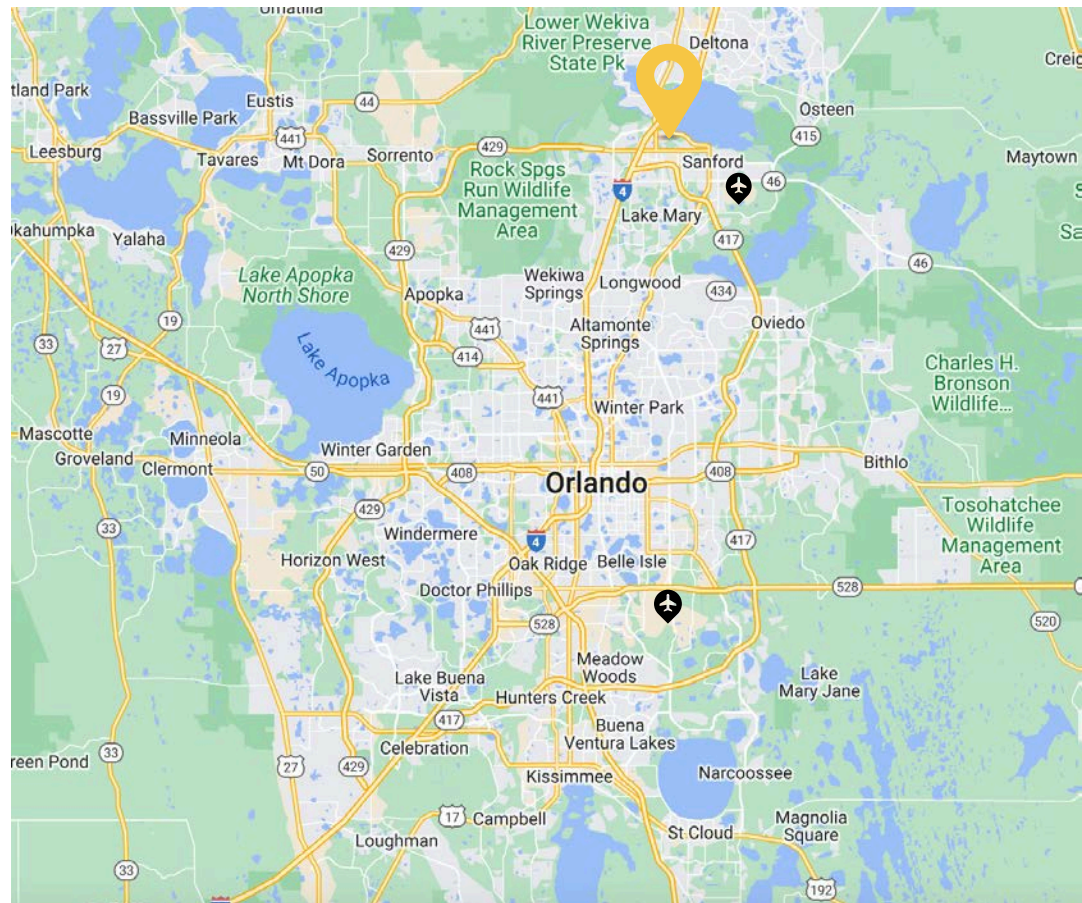 Umatilla
Lower Wekiva
River Preserve
State Pk
Deltona
Creig
tland Park
Eustis
44
Osteen
Bassville Park
441
415
Leesburg
Tavares
Mt Dora
Sorrento
429
Sanford
Maytown
Rock Spgs
Run Wildlife
Management
Area
4
46
Lake Mary
S
Sa
Okahumpka
Yalaha
429
417
46
Lake Apopka
North Shore
Wekiwa
Springs
Longwood
Apopka
434
19
441
Altamonte
Springs
Oviedo
33
27
414
Lake Apopka
Charles H.
Bronson
Wildlife...
19
441
Winter Park
Mascotte
Groveland
Minneola
Clermont
Winter Garden
50
408
Orlando
408
Bithlo
429
Tosohatchee
Wildlife
Management
Area
33
Windermere
4
417
Horizon West
Oak Ridge
Belle Isle
Doctor Phillips
528
528
520
Meadow
Woods
Lake
Mary Jane
Lake Buena
Vista
Hunters Creek
417
Buena
Ventura Lakes
Celebration
33
reen Pond
27
429
Kissimmee
Narcoossee
17
Campbell
Magnolia
Square
Loughman
St Cloud
33
192